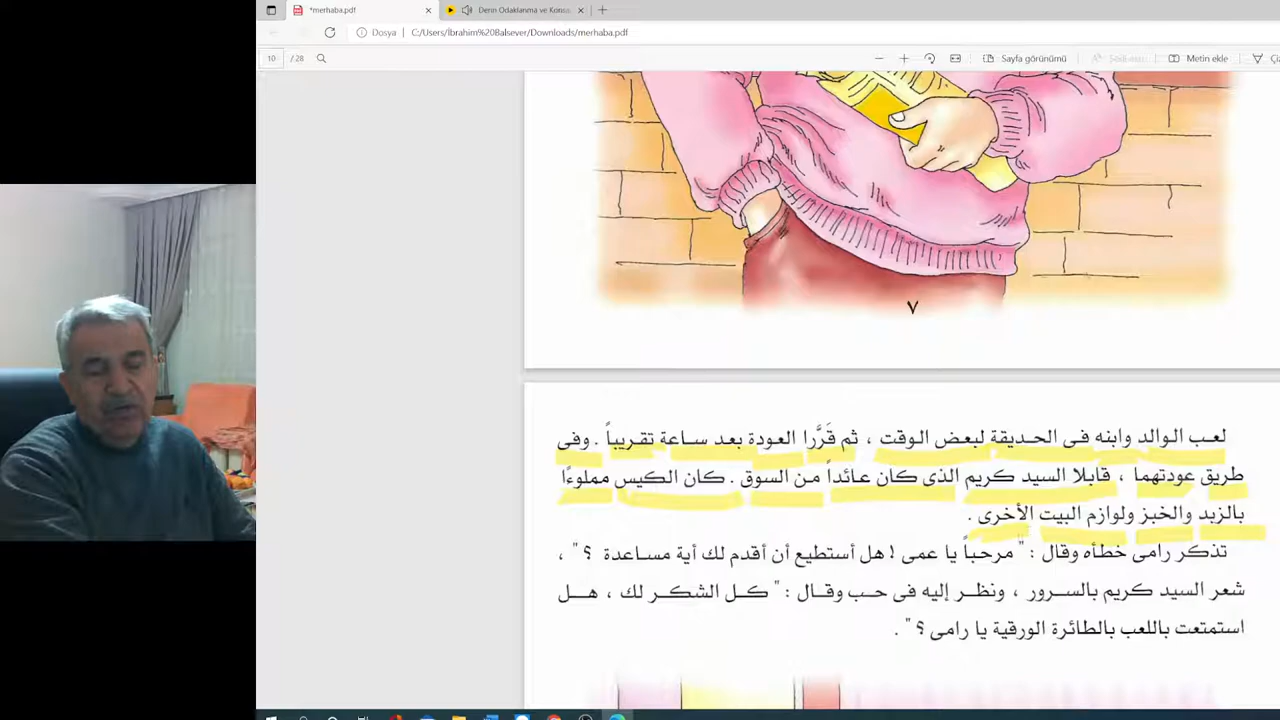 *merhaba.pdf
Derin Odaklanma ve Konsa
Dosya C:/Users/İbrahim%20Balsever/Downloads/merhaba.pdf
10 /28 Sayfa görünümü Metin ekle
٧
لعب الوالد وابنه فى الحديقة لبعض الوقت ، ثم قَرَّرا العودة بعد ساعة تقريباً . وفى
طريق عودتهما ، قابلا السيد كريم الذى كان عائداً من السوق . كان الكيس مملوءًا
بالزبد والخبز ولوازم البيت الأخرى .
تذكر رامى خطأه وقال : " مرحباً يا عمى ! هل أستطيع أن أقدم لك أية مساعدة ؟ " ،
شعر السيد كريم بالسرور ، ونظر إليه فى حب وقال : " كل الشكر لك ، هل
استمتعت باللعب بالطائرة الورقية يا رامى ؟ " .